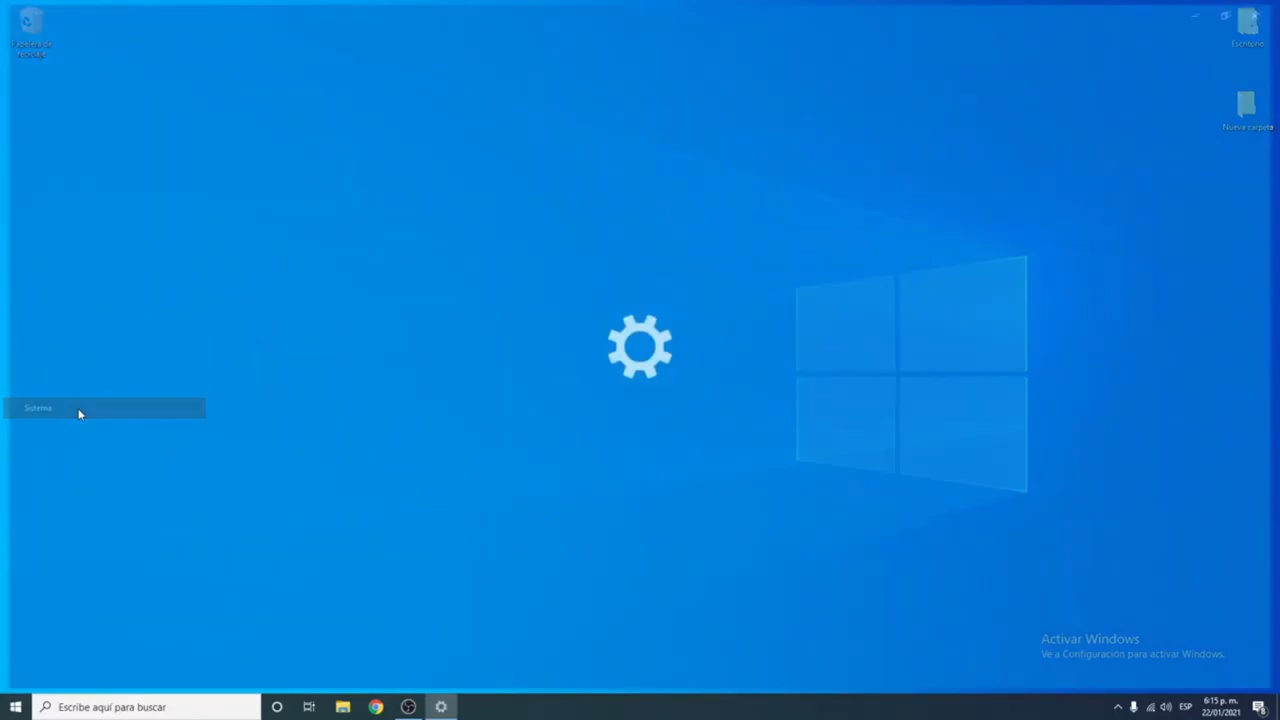 Papelera de
reciclaje
Escritorio
Nueva carpeta
Sistema
Activar Windows
Ve a Configuración para activar Windows.
Escribe aquí para buscar
ESP
6:15 p. m.
22/01/2021
8